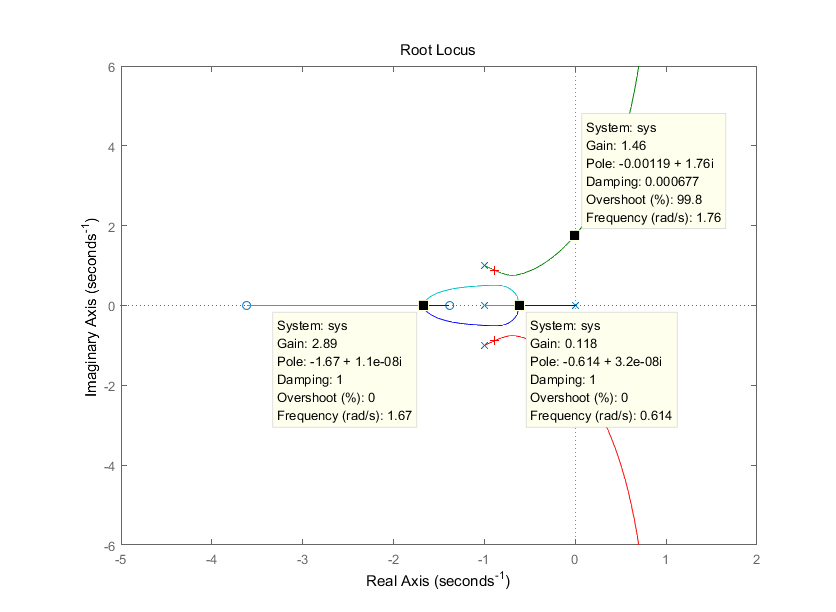 Root Locus
6
4
2
0
-2
-4
-6
Imaginary Axis (seconds⁻¹)
System: sys
Gain: 1.46
Pole: -0.00119 + 1.76i
Damping: 0.000677
Overshoot (%): 99.8
Frequency (rad/s): 1.76
System: sys
Gain: 2.89
Pole: -1.67 + 1.1e-08i
Damping: 1
Overshoot (%): 0
Frequency (rad/s): 1.67
System: sys
Gain: 0.118
Pole: -0.614 + 3.2e-08i
Damping: 1
Overshoot (%): 0
Frequency (rad/s): 0.614
-5 -4 -3 -2 -1 0 1 2
Real Axis (seconds⁻¹)